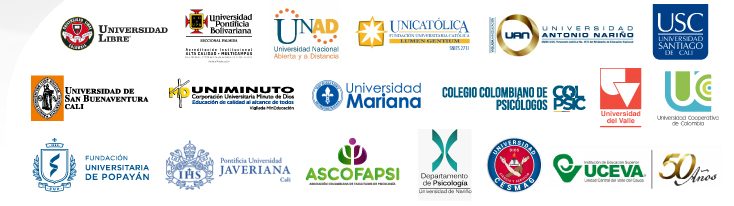 UNIVERSIDAD
LIBRE
Universidad
Pontificia
Bolivariana
SECCIONAL PALMIRA
Acreditación Institucional
ALTA CALIDAD - MULTICAMPUS
UNAD
Universidad Nacional
Abierta y a Distancia
UNICATÓLICA
FUNDACIÓN UNIVERSITARIA CATÓLICA
LUMEN GENTIUM
SNIES 2731
UAN
UNIVERSIDAD
ANTONIO NARIÑO
USC
UNIVERSIDAD
SANTIAGO
DE CALI
UNIVERSIDAD DE
SAN BUENAVENTURA
CALI
UNIMINUTO
Corporación Universitaria Minuto de Dios
Educación de calidad al alcance de todos
Vigilada MinEducación
Universidad
Mariana
COLEGIO COLOMBIANO DE
PSICÓLOGOS
COL
PSIC
Universidad
del Valle
UC
Universidad Cooperativa
de Colombia
FUNDACIÓN
UNIVERSITARIA
DE POPAYÁN
IHS
Pontificia Universidad
JAVERIANA
Cali
ASCOFAPSI
ASOCIACIÓN COLOMBIANA DE FACULTADES DE PSICOLOGÍA
Departamento
de Psicología
Universidad de Nariño
UNIVERSIDAD
CESMAG
Institución de Educación Superior
UCEVA
Unidad Central del Valle del Cauca
50 Años